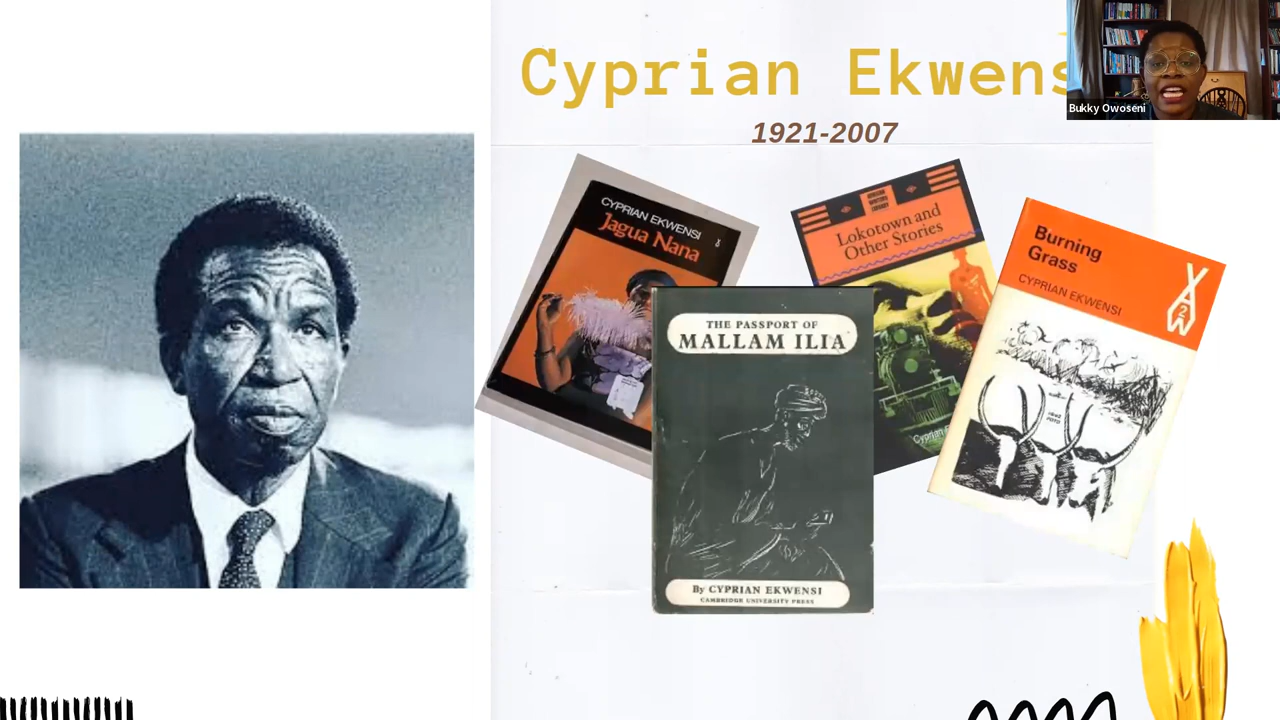 Cyprian Ekwens
1921-2007
Bukky Owoseni
CYPRIAN EKWENSI
Jagua Nana
Lokotown and
Other Stories
Cyprian
Burning
Grass
CYPRIAN EKWENSI
THE PASSPORT OF
MALLAM ILIA
By CYPRIAN EKWENSI
CAMBRIDGE UNIVERSITY PRESS